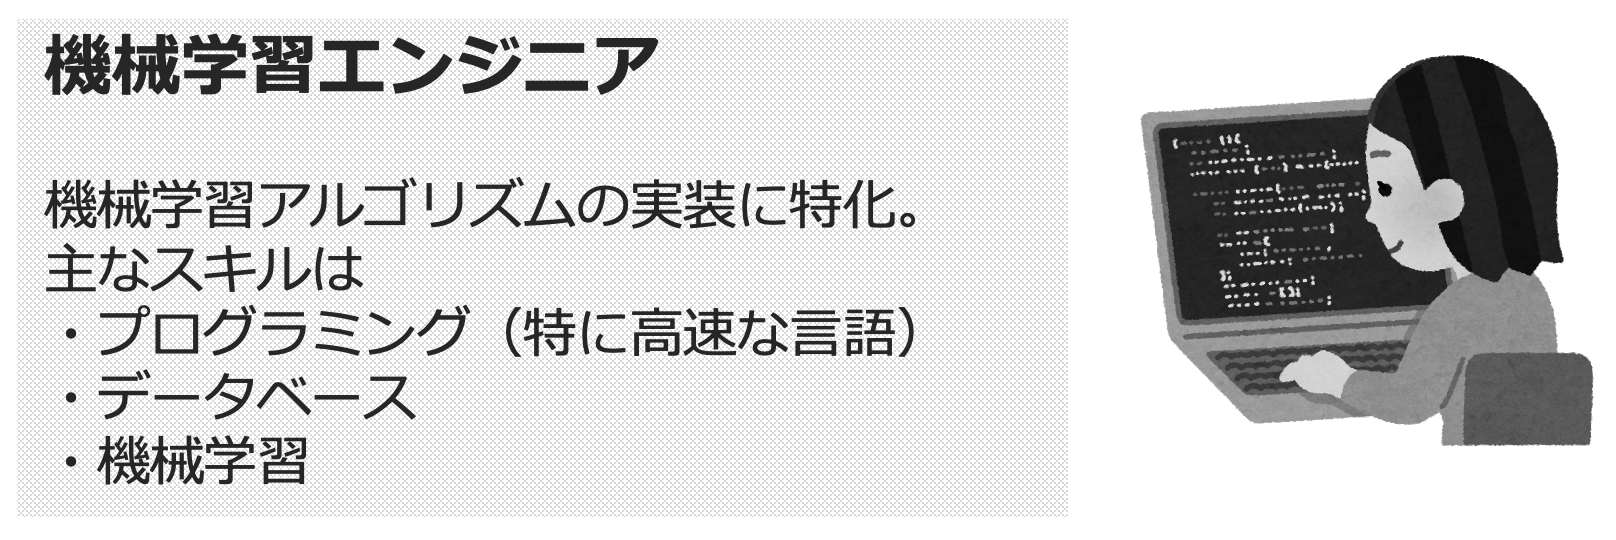 機械学習エンジニア
機械学習アルゴリズムの実装に特化。
主なスキルは
・プログラミング（特に高速な言語）
・データベース
・機械学習